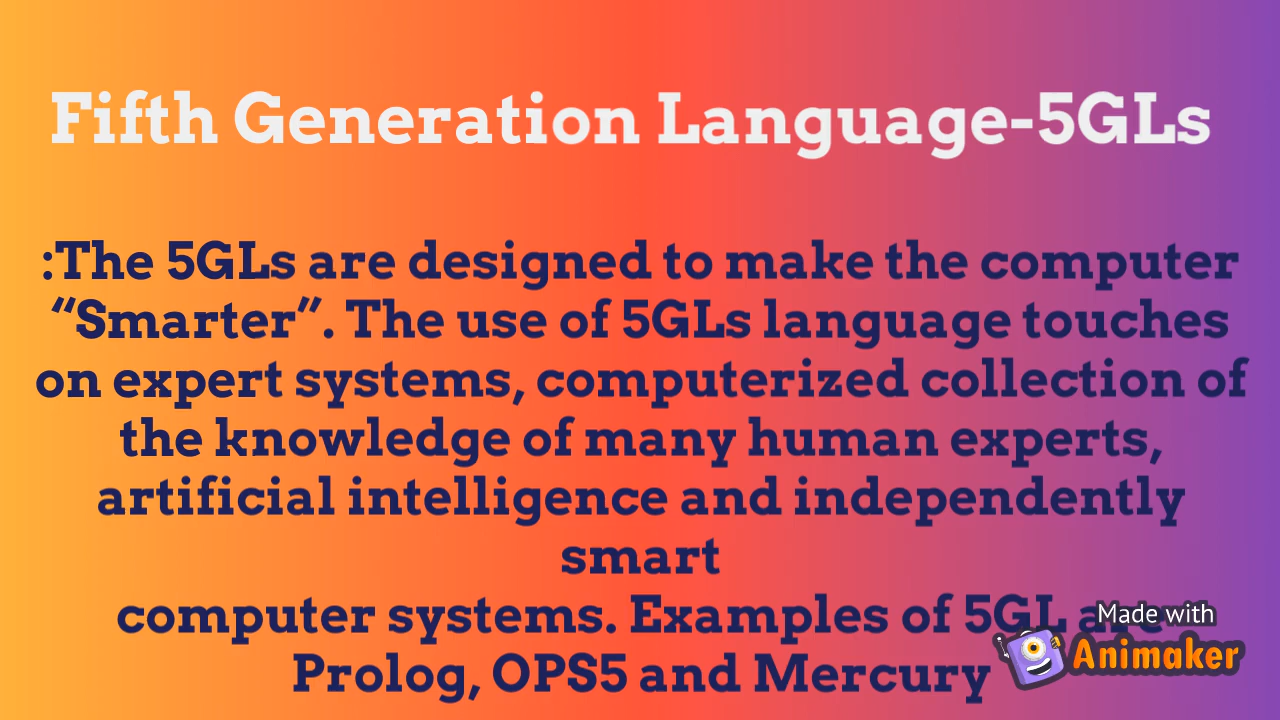 Fifth Generation Language-5GLs
:The 5GLs are designed to make the computer
“Smarter”. The use of 5GLs language touches
on expert systems, computerized collection of
the knowledge of many human experts,
artificial intelligence and independently
smart
computer systems. Examples of 5GL are
Prolog, OPS5 and Mercury
Made with
Animaker